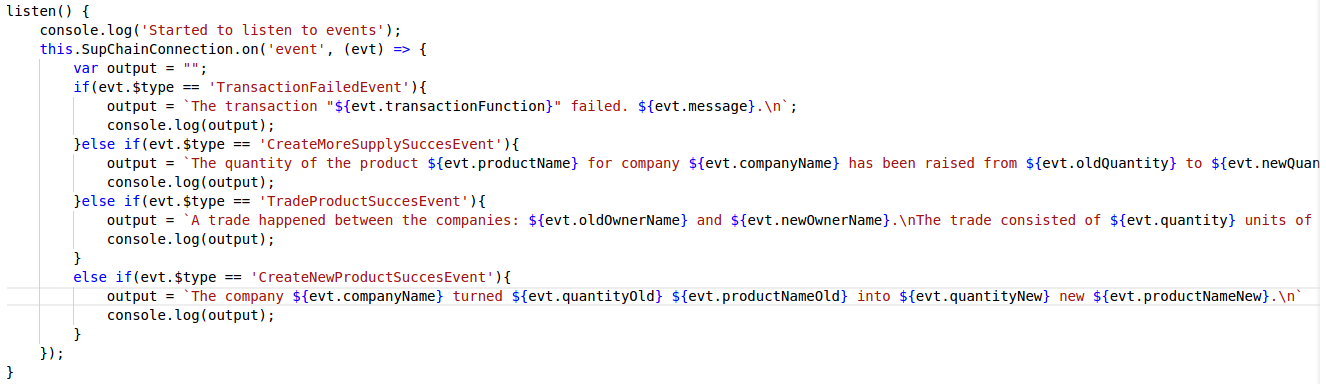 listen() {
    console.log('Started to listen to events');
    this.SupChainConnection.on('event', (evt) => {
        var output = "";
        if(evt.$type == 'TransactionFailedEvent'){
            output = `The transaction "${evt.transactionFunction}" failed. ${evt.message}.\n`;
            console.log(output);
        }else if(evt.$type == 'CreateMoreSupplySuccesEvent'){
            output = `The quantity of the product ${evt.productName} for company ${evt.companyName} has been raised from ${evt.oldQuantity} to ${evt.newQuan
            console.log(output);
        }else if(evt.$type == 'TradeProductSuccesEvent'){
            output = `A trade happened between the companies: ${evt.oldOwnerName} and ${evt.newOwnerName}.\nThe trade consisted of ${evt.quantity} units of
            console.log(output);
        }
        else if(evt.$type == 'CreateNewProductSuccesEvent'){
            output = `The company ${evt.companyName} turned ${evt.quantityOld} ${evt.productNameOld} into ${evt.quantityNew} new ${evt.productNameNew}.\n`
            console.log(output);
        }
    });
}